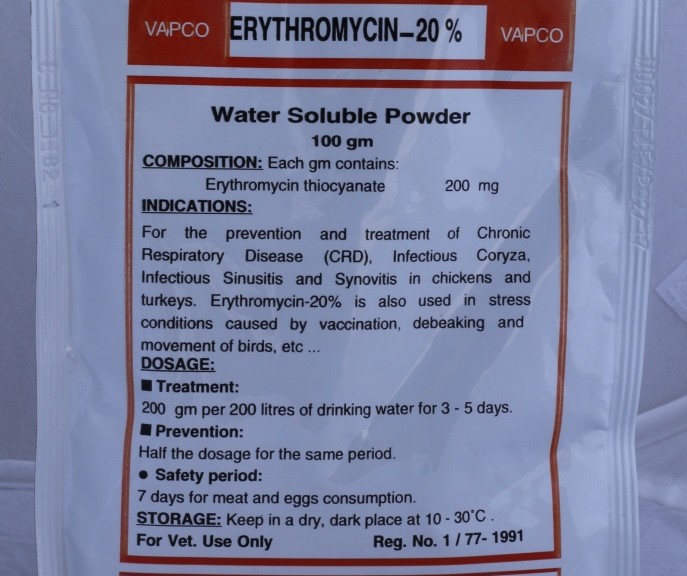 VAPCO ERYTHROMYCIN–20 % VAPCO
Water Soluble Powder
100 gm
COMPOSITION: Each gm contains:
Erythromycin thiocyanate 200 mg
INDICATIONS:
For the prevention and treatment of Chronic
Respiratory Disease (CRD), Infectious Coryza,
Infectious Sinusitis and Synovitis in chickens and
turkeys. Erythromycin-20% is also used in stress
conditions caused by vaccination, debeaking and
movement of birds, etc ...
DOSAGE:
■ Treatment:
200 gm per 200 litres of drinking water for 3 - 5 days.
■ Prevention:
Half the dosage for the same period.
● Safety period:
7 days for meat and eggs consumption.
STORAGE: Keep in a dry, dark place at 10 - 30°C .
For Vet. Use Only Reg. No. 1 / 77- 1991